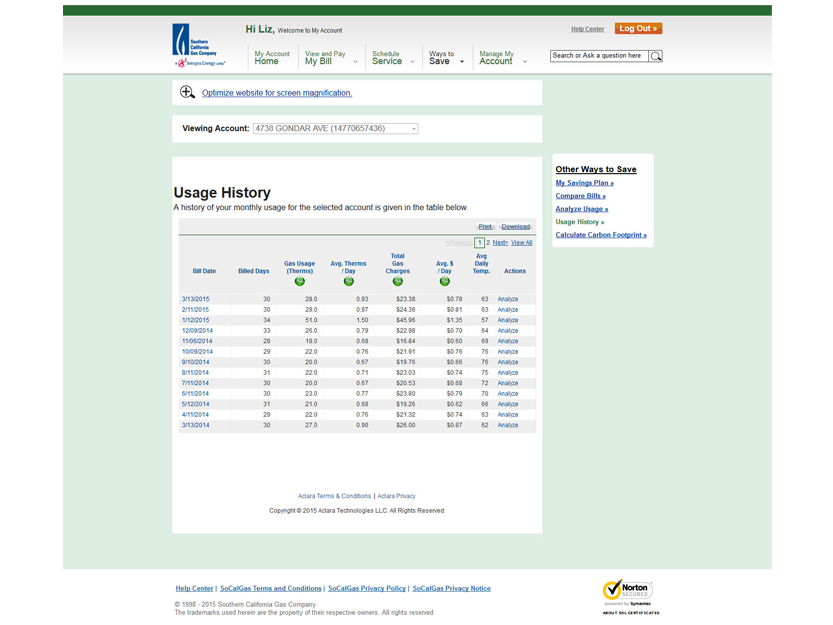 Southern
California
Gas Company
A Sempra Energy utility
Hi Liz, Welcome to My Account
Help Center Log Out »
My Account
Home
View and Pay
My Bill
Schedule
Service
Ways to
Save
Manage My
Account
Search or Ask a question here
Optimize website for screen magnification.
Viewing Account: 4738 GONDAR AVE (14770657436)
Usage History
A history of your monthly usage for the selected account is given in the table below.
Print Download
<Previous 1 2 Next> View All
Bill Date Billed Days Gas Usage (Therms) Avg. Therms / Day Total Gas Charges Avg. $ / Day Avg Daily Temp. Actions
3/13/2015 30 28.0 0.93 $23.38 $0.78 63 Analyze
2/11/2015 30 29.0 0.97 $24.36 $0.81 63 Analyze
1/12/2015 34 51.0 1.50 $45.96 $1.35 57 Analyze
12/09/2014 33 26.0 0.79 $22.98 $0.70 64 Analyze
11/06/2014 28 19.0 0.68 $16.84 $0.60 69 Analyze
10/09/2014 29 22.0 0.76 $21.91 $0.76 76 Analyze
9/10/2014 30 20.0 0.67 $19.76 $0.66 76 Analyze
8/11/2014 31 22.0 0.71 $23.03 $0.74 75 Analyze
7/11/2014 30 20.0 0.67 $20.53 $0.68 72 Analyze
6/11/2014 30 23.0 0.77 $23.80 $0.79 70 Analyze
5/12/2014 31 21.0 0.68 $19.26 $0.62 66 Analyze
4/11/2014 29 22.0 0.76 $21.32 $0.74 63 Analyze
3/13/2014 30 27.0 0.90 $26.00 $0.87 62 Analyze
Other Ways to Save
My Savings Plan »
Compare Bills »
Analyze Usage »
Usage History »
Calculate Carbon Footprint »
Aclara Terms & Conditions | Aclara Privacy
Copyright © 2015 Aclara Technologies LLC. All Rights Reserved.
Help Center | SoCalGas Terms and Conditions | SoCalGas Privacy Policy | SoCalGas Privacy Notice
© 1998 - 2015 Southern California Gas Company.
The trademarks used herein are the property of their respective owners. All rights reserved.
Norton
SECURED
powered by Symantec
ABOUT SSL CERTIFICATES